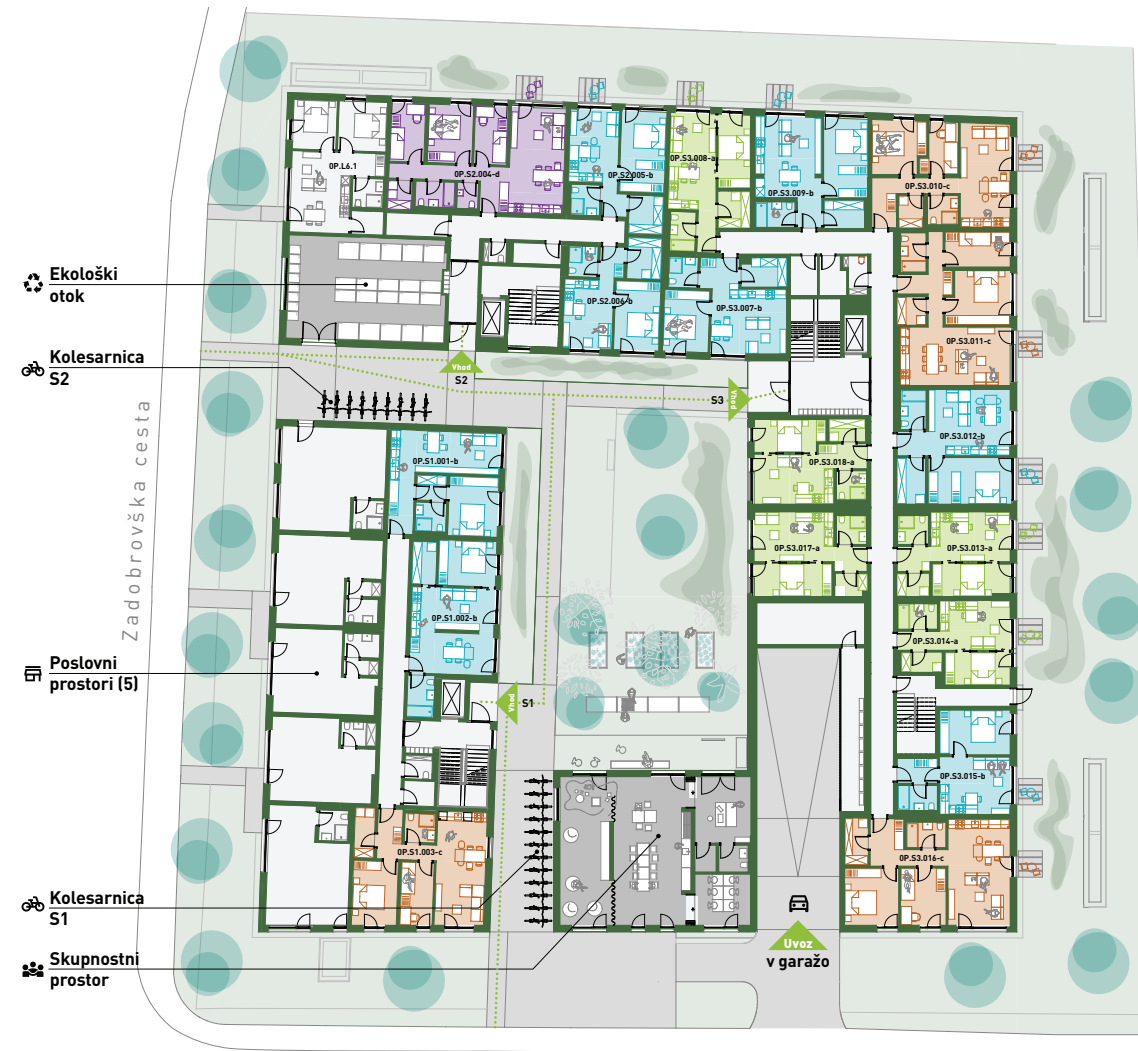 0P.L6.1
0P.S2.004-d
0P.S2.005-b
0P.S3.008-a
0P.S3.009-b
0P.S3.010-c
Ekološki
otok
0P.S2.006-b
0P.S3.007-b
0P.S3.011-c
Kolesarnica
S2
Vhod
S2
S3
Vhod
Zadobrovška cesta
0P.S1.001-b
0P.S3.018-a
0P.S3.012-b
0P.S3.017-a
0P.S3.013-a
0P.S1.002-b
0P.S3.014-a
Poslovni
prostori (5)
Vhod
S1
0P.S3.015-b
0P.S1.003-c
0P.S3.016-c
Kolesarnica
S1
Uvoz
v garažo
Skupnostni
prostor